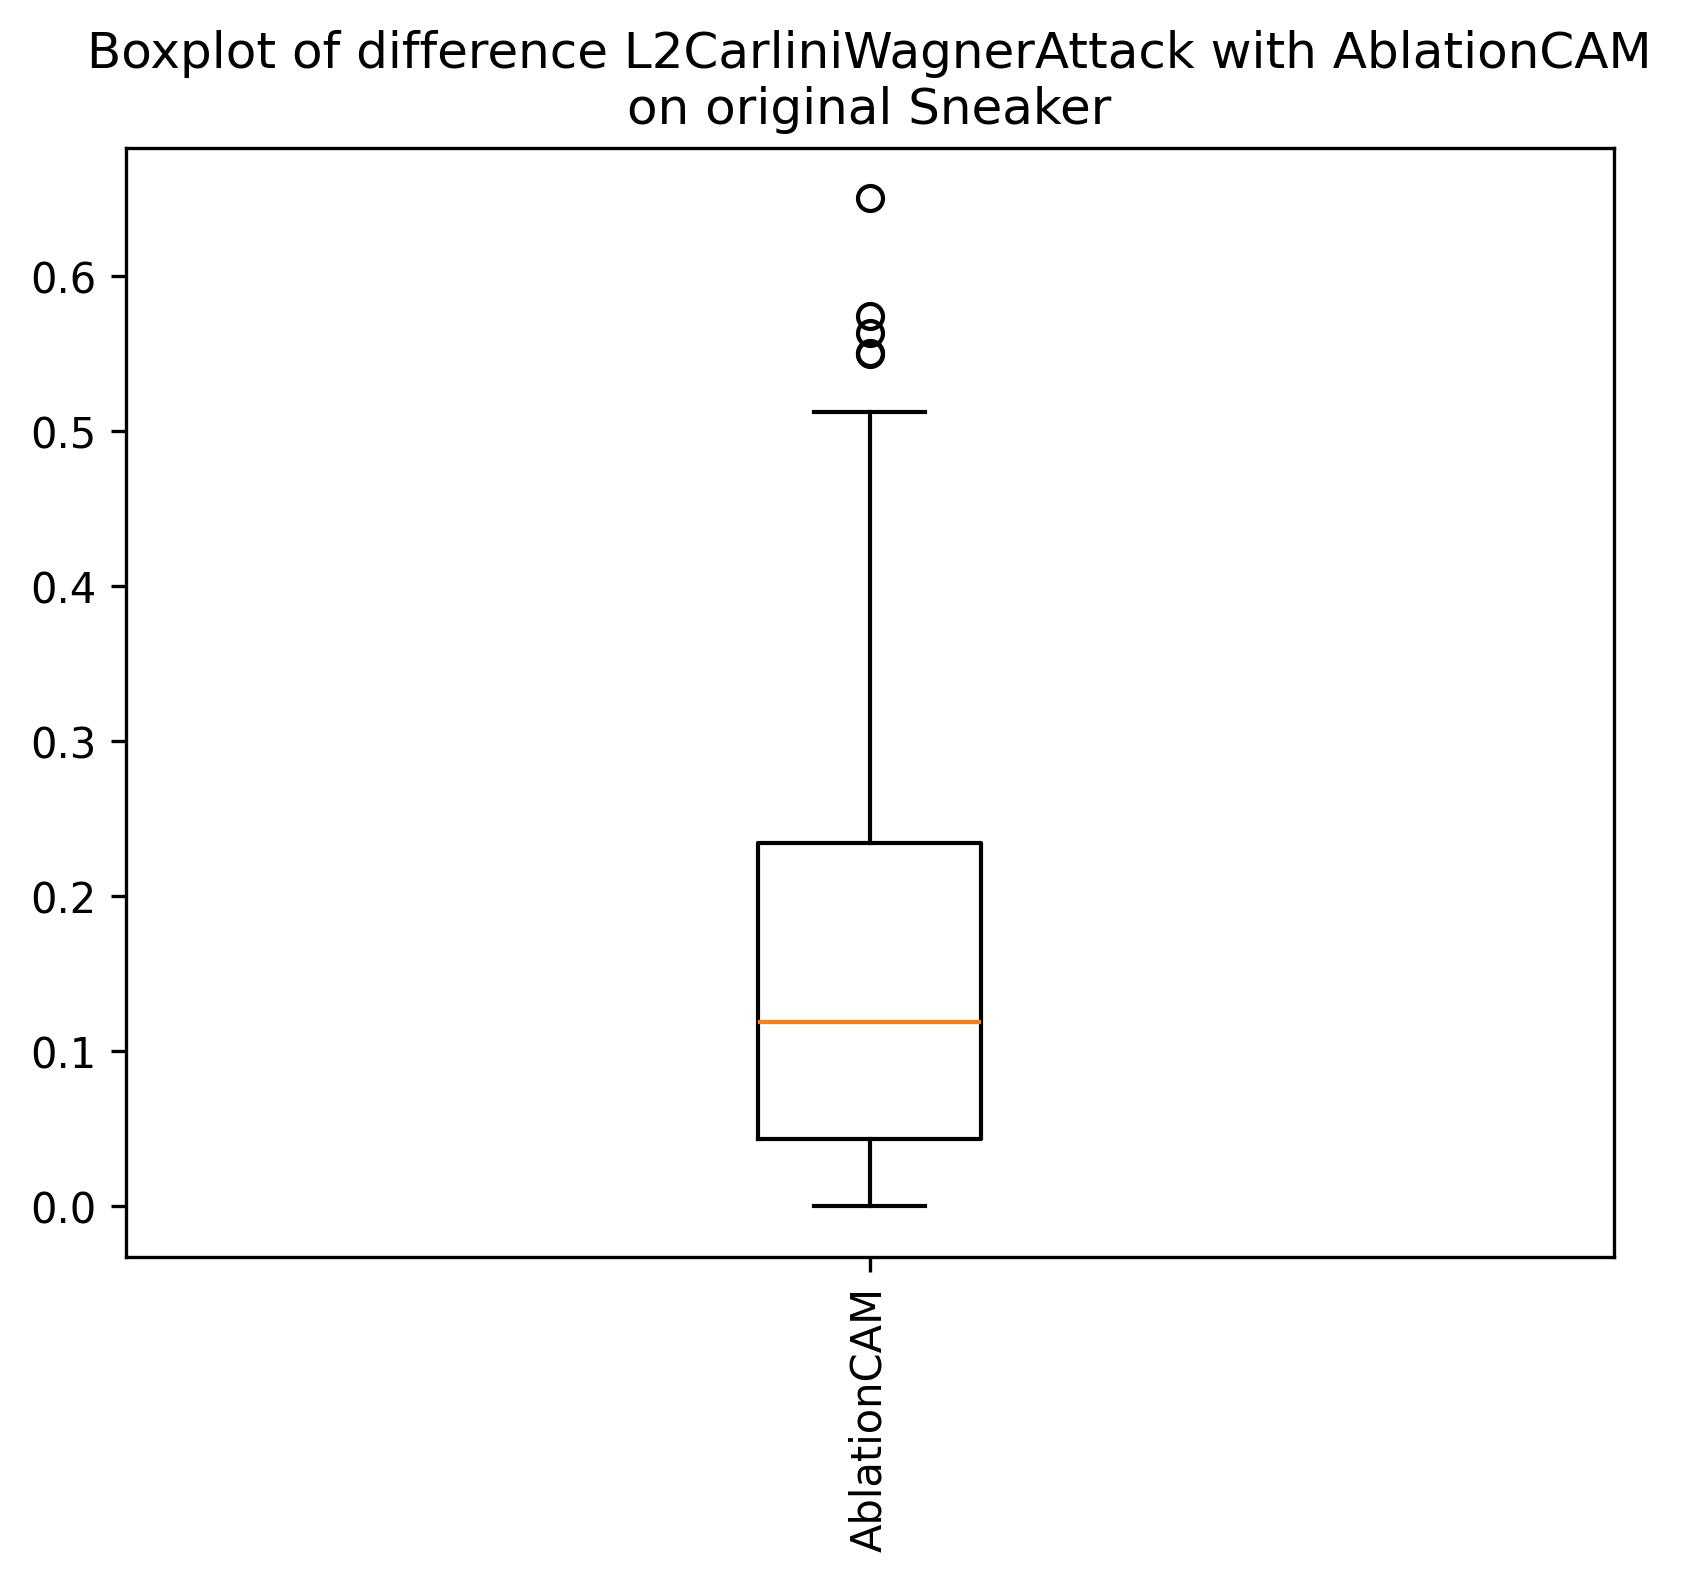 Boxplot of difference L2CarliniWagnerAttack with AblationCAM
on original Sneaker
0.6
0.5
0.4
0.3
0.2
0.1
0.0
AblationCAM